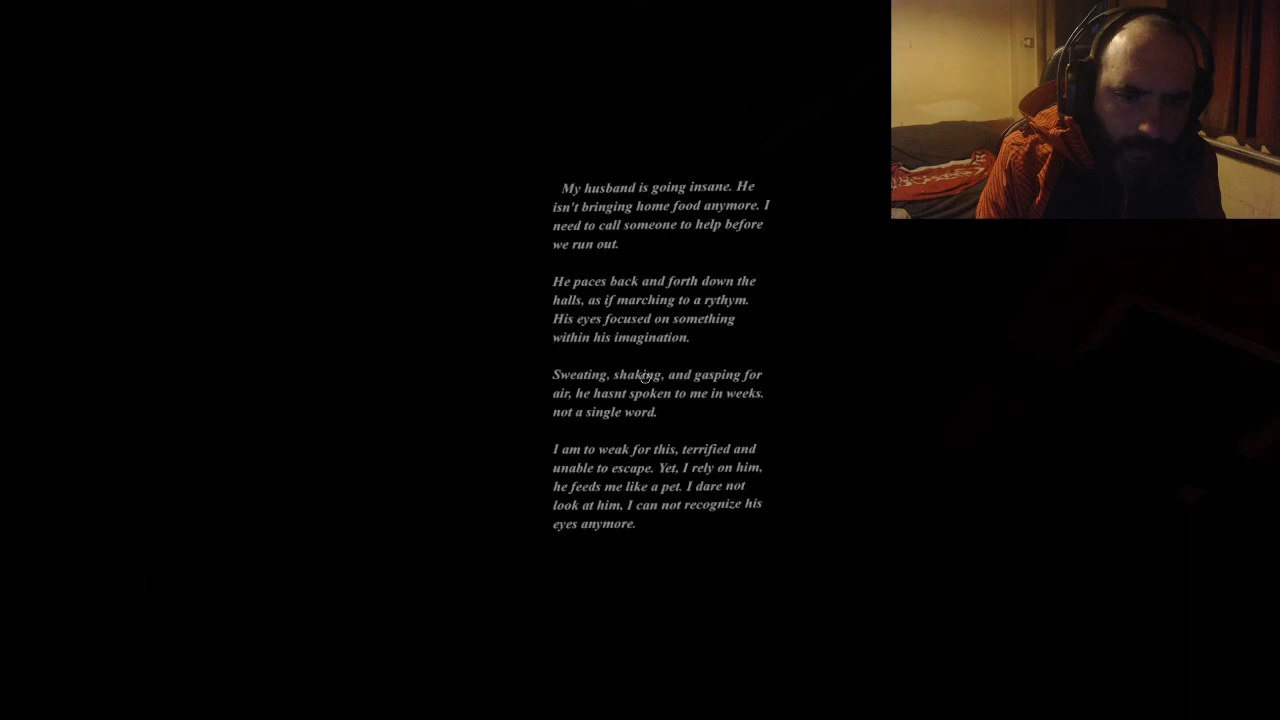 My husband is going insane. He
isn't bringing home food anymore. I
need to call someone to help before
we run out.
He paces back and forth down the
halls, as if marching to a rythym.
His eyes focused on something
within his imagination.
Sweating, shaking, and gasping for
air, he hasnt spoken to me in weeks.
not a single word.
I am to weak for this, terrified and
unable to escape. Yet, I rely on him,
he feeds me like a pet. I dare not
look at him, I can not recognize his
eyes anymore.